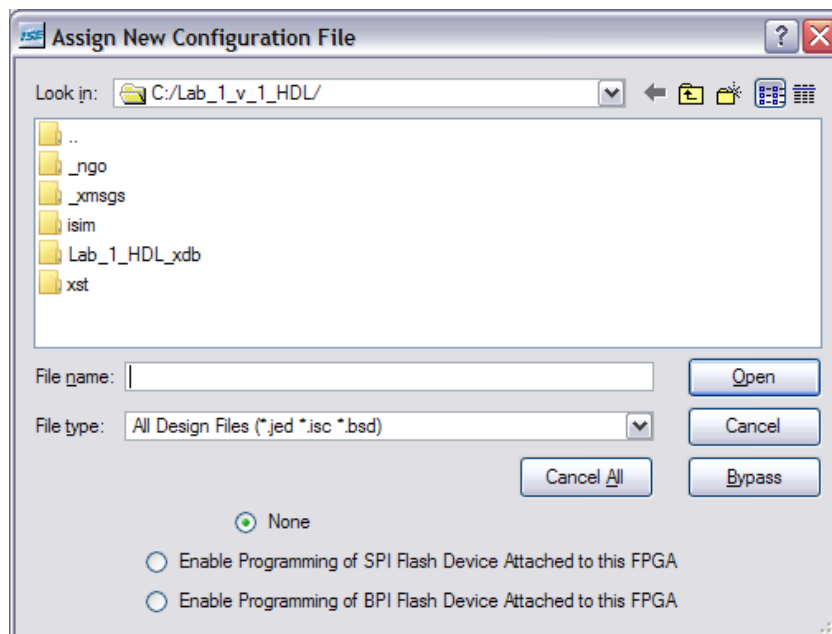 ISE Assign New Configuration File
Look in: C:/Lab_1_v_1_HDL/
..
_ngo
_xmsgs
isim
Lab_1_HDL_xdb
xst
File name: Open
File type: All Design Files (*.jed *.isc *.bsd) Cancel
Cancel All Bypass
None
Enable Programming of SPI Flash Device Attached to this FPGA
Enable Programming of BPI Flash Device Attached to this FPGA